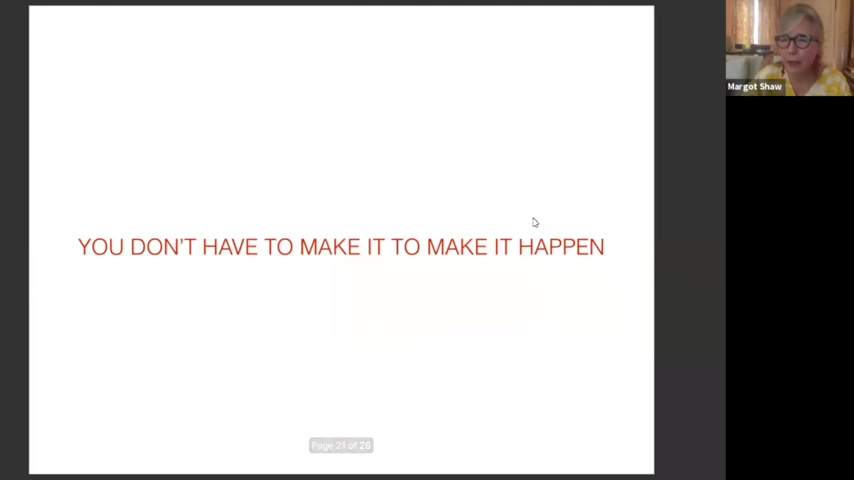 Margot Shaw
YOU DON'T HAVE TO MAKE IT TO MAKE IT HAPPEN
Page 21 of 26